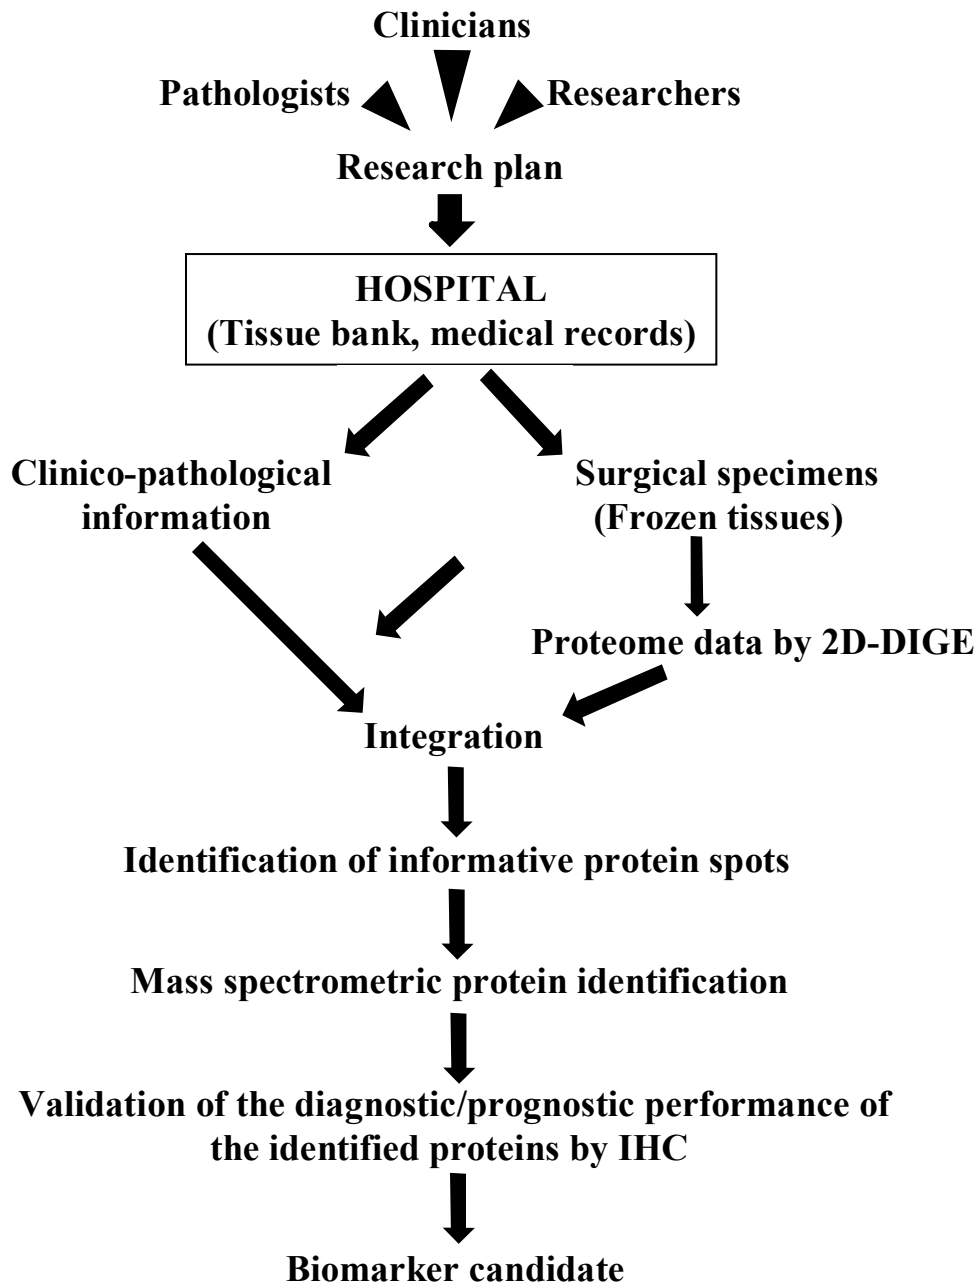 Clinicians
Pathologists
Researchers
Research plan
HOSPITAL
(Tissue bank, medical records)
Clinico-pathological
information
Surgical specimens
(Frozen tissues)
Proteome data by 2D-DIGE
Integration
Identification of informative protein spots
Mass spectrometric protein identification
Validation of the diagnostic/prognostic performance of
the identified proteins by IHC
Biomarker candidate